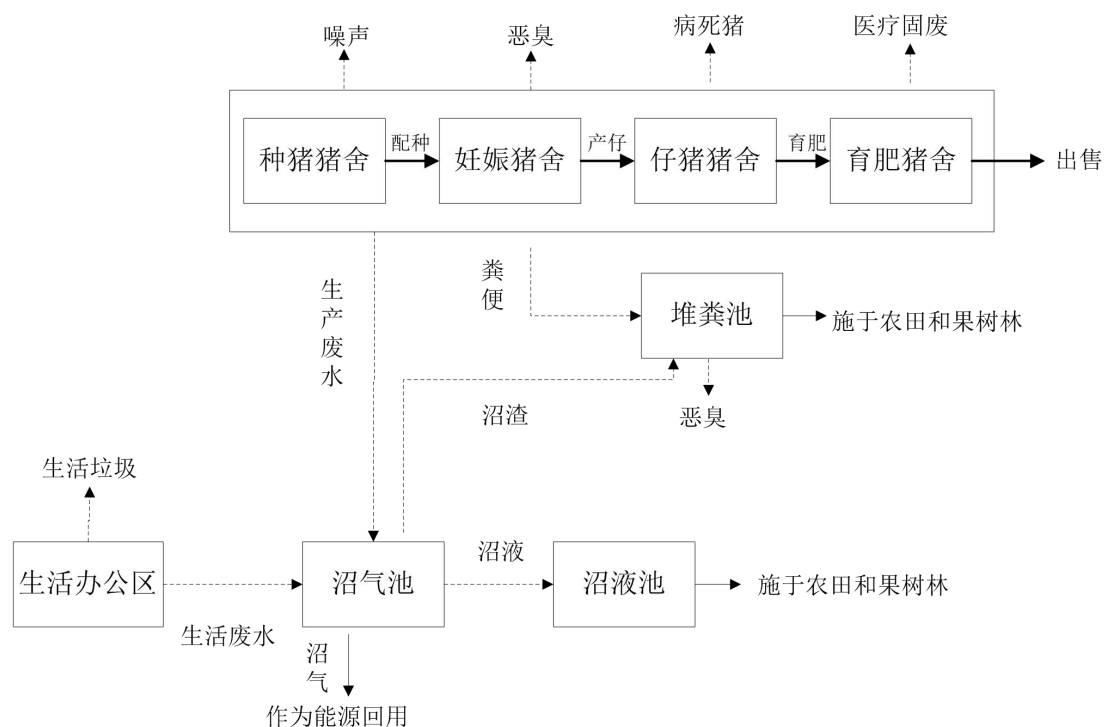 噪声
恶臭
病死猪
医疗固废
种猪猪舍
配种
妊娠猪舍
产仔
仔猪猪舍
育肥
育肥猪舍
出售
生产废水
粪便
堆粪池
施于农田和果树林
沼渣
恶臭
生活垃圾
生活办公区
生活废水
沼气池
沼液
沼液池
施于农田和果树林
沼气
作为能源回用